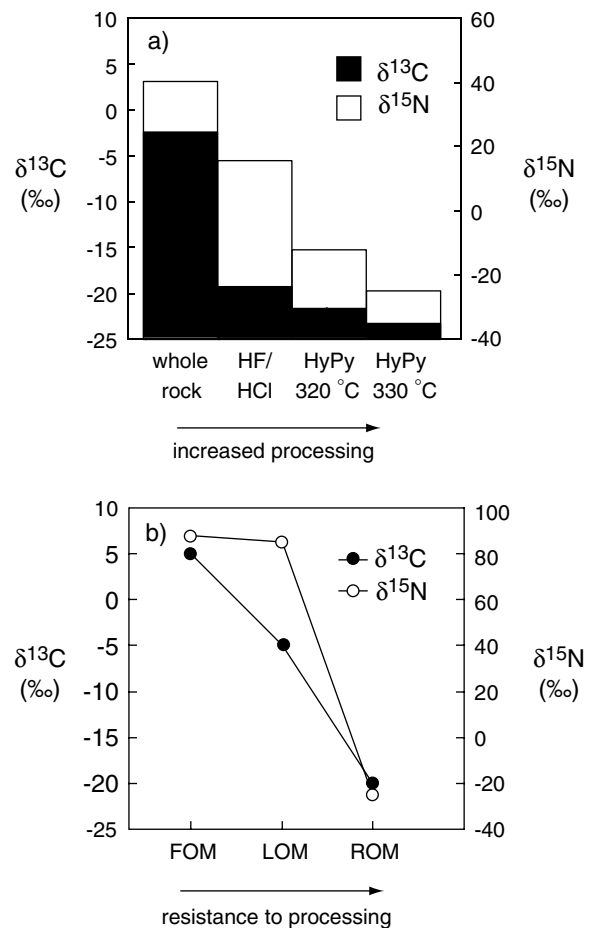 a)
δ13C
δ15N
10
5
0
-5
-10
-15
-20
-25
δ13C
(‰)
60
40
20
0
-20
-40
δ15N
(‰)
whole rock
HF/ HCl
HyPy 320 °C
HyPy 330 °C
increased processing
b)
δ13C
δ15N
10
5
0
-5
-10
-15
-20
-25
δ13C
(‰)
100
80
60
40
20
0
-20
-40
δ15N
(‰)
FOM LOM ROM
resistance to processing